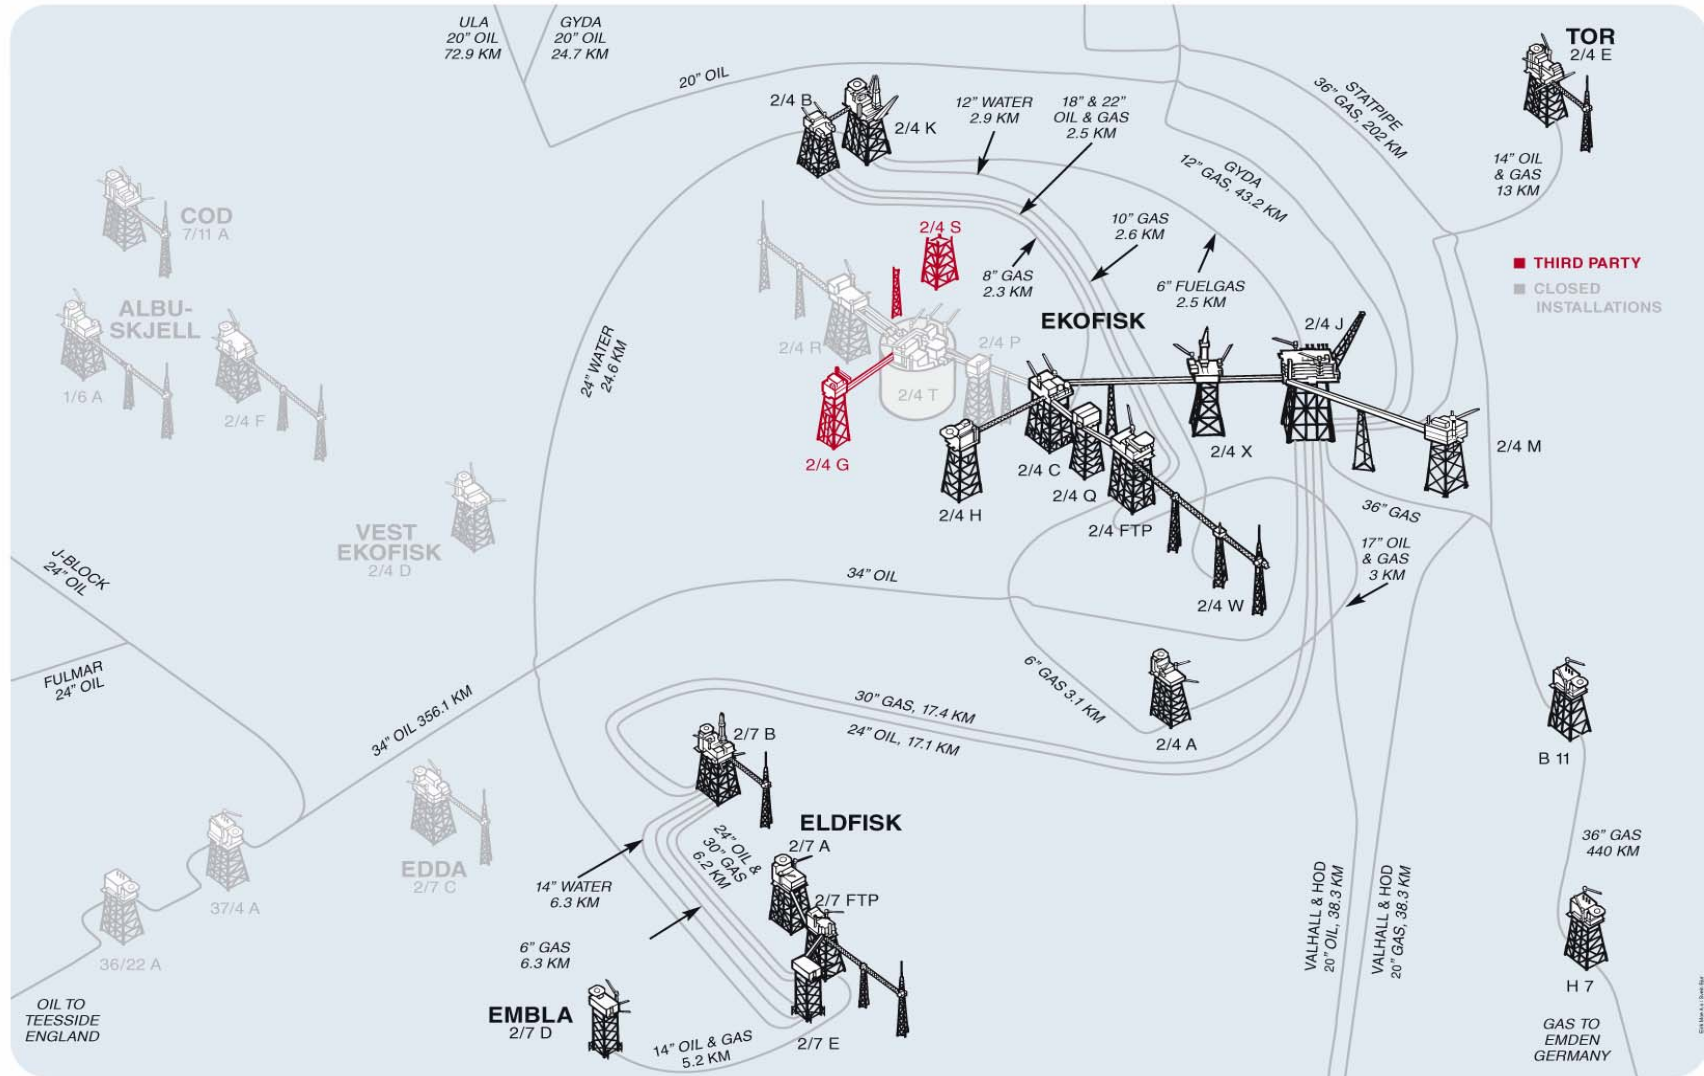 ULA
20" OIL
72.9 KM
GYDA
20" OIL
24.7 KM
20" OIL
2/4 B
2/4 K
12" WATER
2.9 KM
18" & 22"
OIL & GAS
2.5 KM
STATPIPE
36" GAS, 202 KM
TOR
2/4 E
14" OIL
& GAS
13 KM
GYDA
12" GAS, 43.2 KM
COD
7/11 A
2/4 S
10" GAS
2.6 KM
8" GAS
2.3 KM
6" FUELGAS
2.5 KM
THIRD PARTY
CLOSED
INSTALLATIONS
ALBU-
SKJELL
1/6 A
2/4 F
24" WATER
24.6 KM
EKOFISK
2/4 R
2/4 T
2/4 P
2/4 J
2/4 G
2/4 H
2/4 C
2/4 Q
2/4 FTP
2/4 X
2/4 M
2/4 W
VEST
EKOFISK
2/4 D
36" GAS
17" OIL
& GAS
3 KM
J-BLOCK
24" OIL
34" OIL
FULMAR
24" OIL
34" OIL 356.1 KM
6" GAS 3.1 KM
2/4 A
30" GAS, 17.4 KM
24" OIL, 17.1 KM
2/7 B
B 11
EDDA
2/7 C
ELDFISK
2/7 A
24" OIL &
30" GAS
6.2 KM
14" WATER
6.3 KM
2/7 FTP
6" GAS
6.3 KM
37/4 A
36/22 A
VALHALL & HOD
20" OIL, 38.3 KM
VALHALL & HOD
20" GAS, 38.3 KM
36" GAS
440 KM
H 7
OIL TO
TEESSIDE
ENGLAND
EMBLA
2/7 D
14" OIL & GAS
5.2 KM
2/7 E
GAS TO
EMDEN
GERMANY